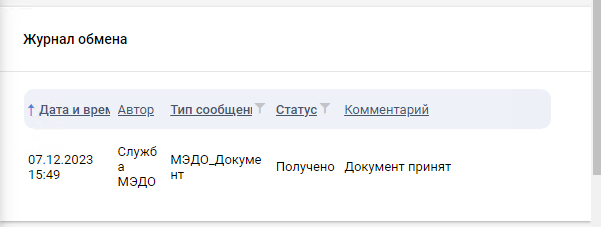 Журнал обмена
Дата и врем Автор Тип сообщен Статус Комментарий
07.12.2023 Служб МЭДО_Докуме Получено Документ принят
15:49 а нт
МЭДО